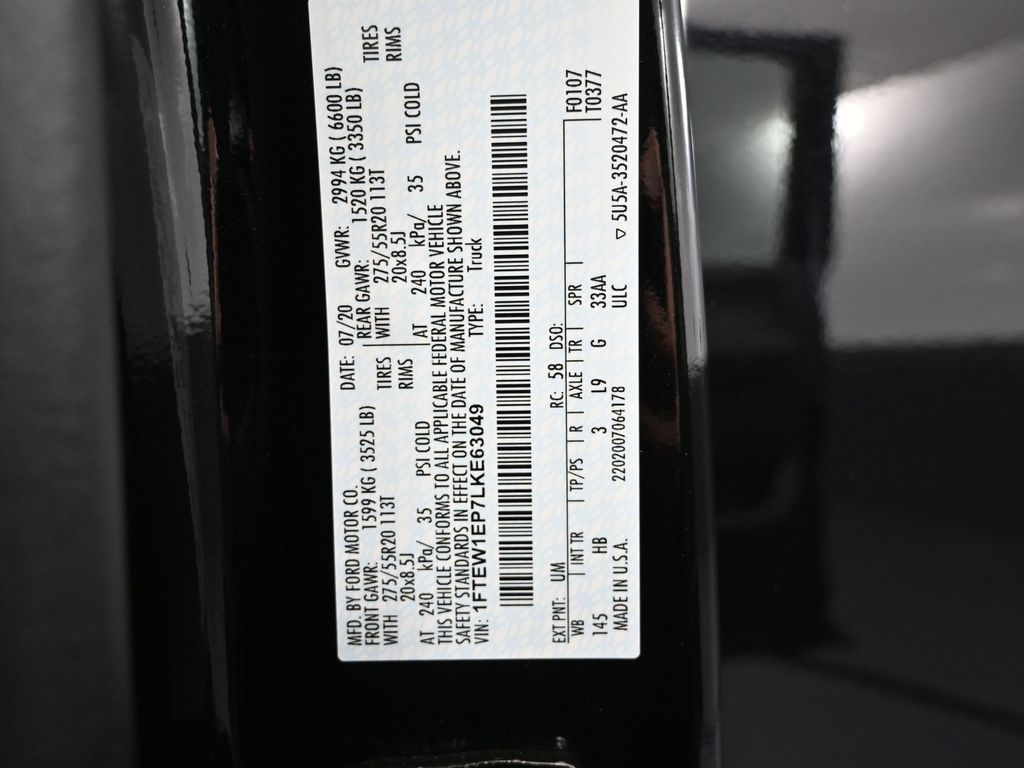 MFD. BY FORD MOTOR CO. DATE: 07/20 GVWR: 2994 KG ( 6600 LB)
FRONT GAWR: 1599 KG ( 3525 LB) REAR GAWR: 1520 KG ( 3350 LB)
WITH 275/55R20 113T TIRES WITH 275/55R20 113T TIRES
20x8.5J RIMS 20x8.5J RIMS
AT 240 kPa/ 35 PSI COLD AT 240 kPa/ 35 PSI COLD
THIS VEHICLE CONFORMS TO ALL APPLICABLE FEDERAL MOTOR VEHICLE
SAFETY STANDARDS IN EFFECT ON THE DATE OF MANUFACTURE SHOWN ABOVE.
VIN: 1FTEW1EP7LKE63049 TYPE: Truck
EXT PNT: UM RC: 58 DSO: F0107
WB INT TR TP/PS R AXLE TR SPR T0377
145 HB 3 L9 G 33AA
MADE IN U.S.A. 2202007064178 ULC ▽ 5U5A-3520472-AA